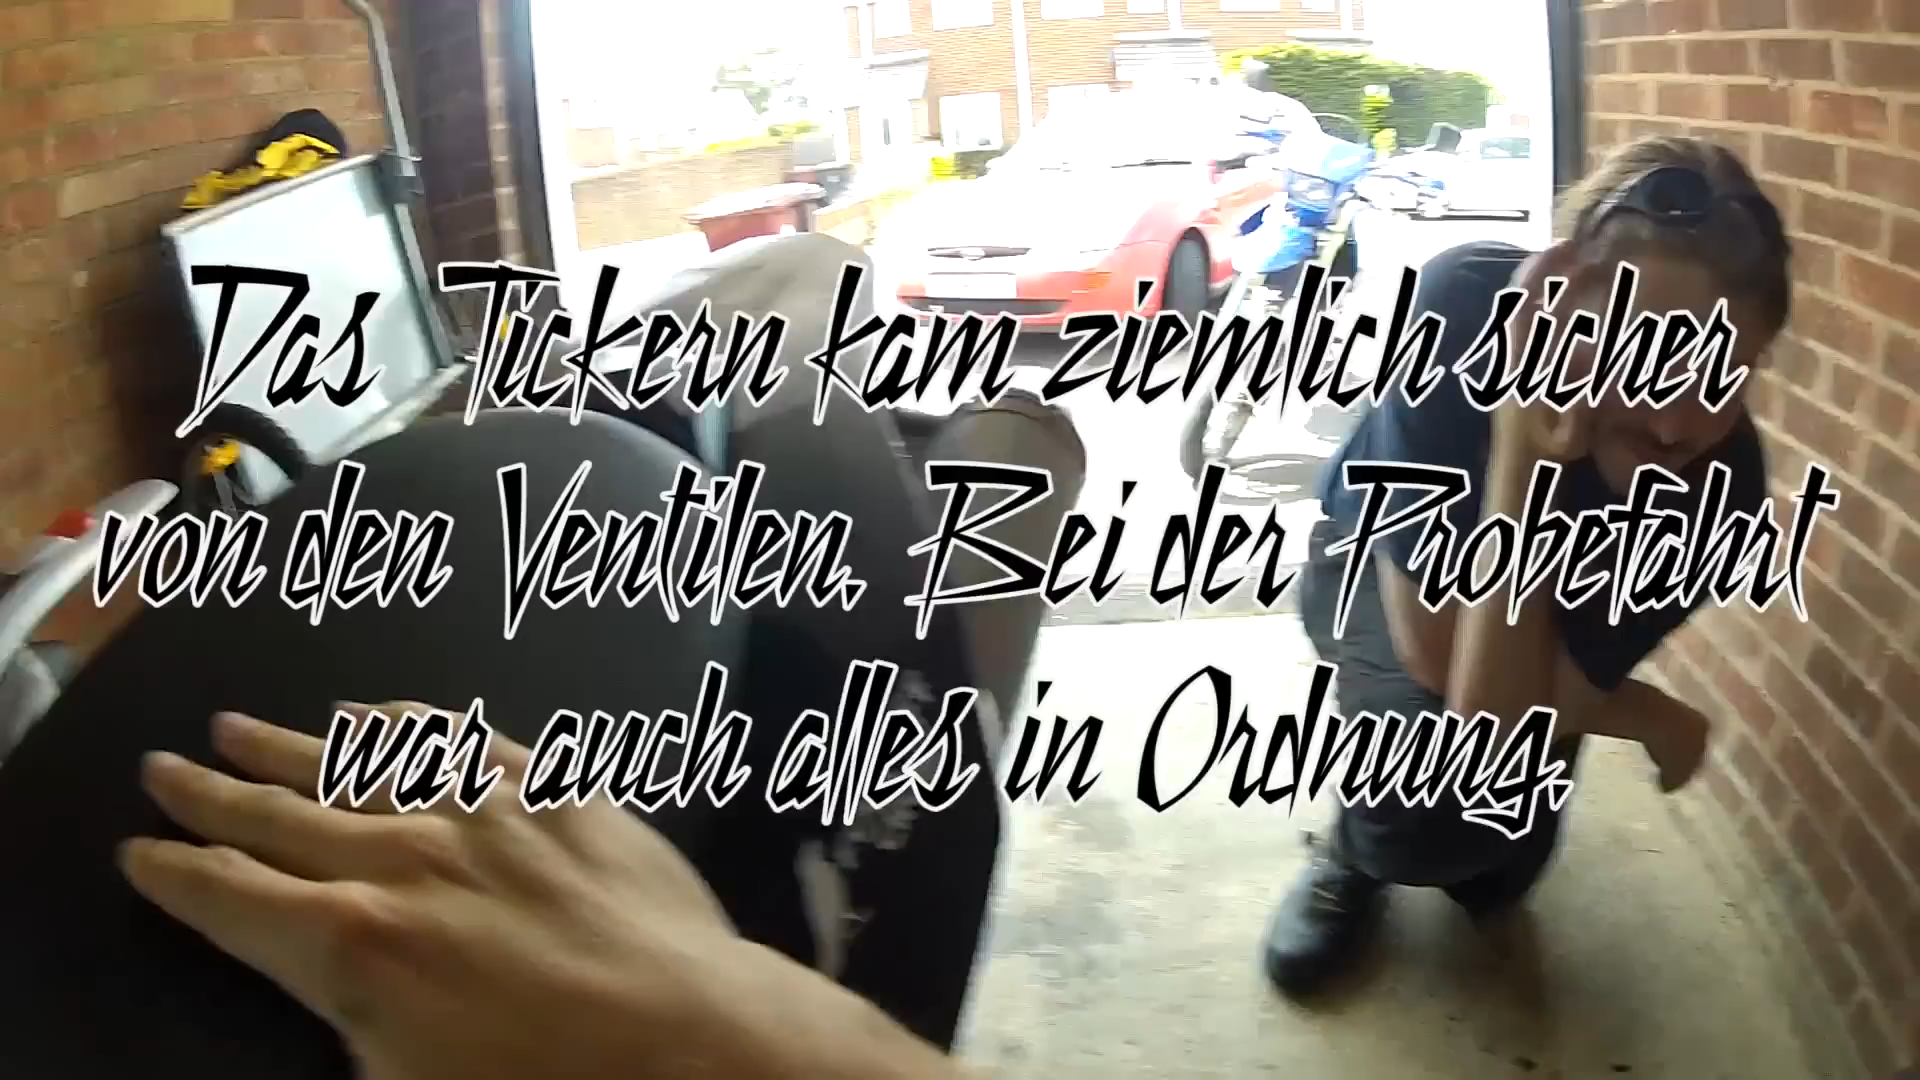 Das Tickern kam ziemlich sicher
von den Ventilen. Bei der Probefahrt
war auch alles in Ordnung.